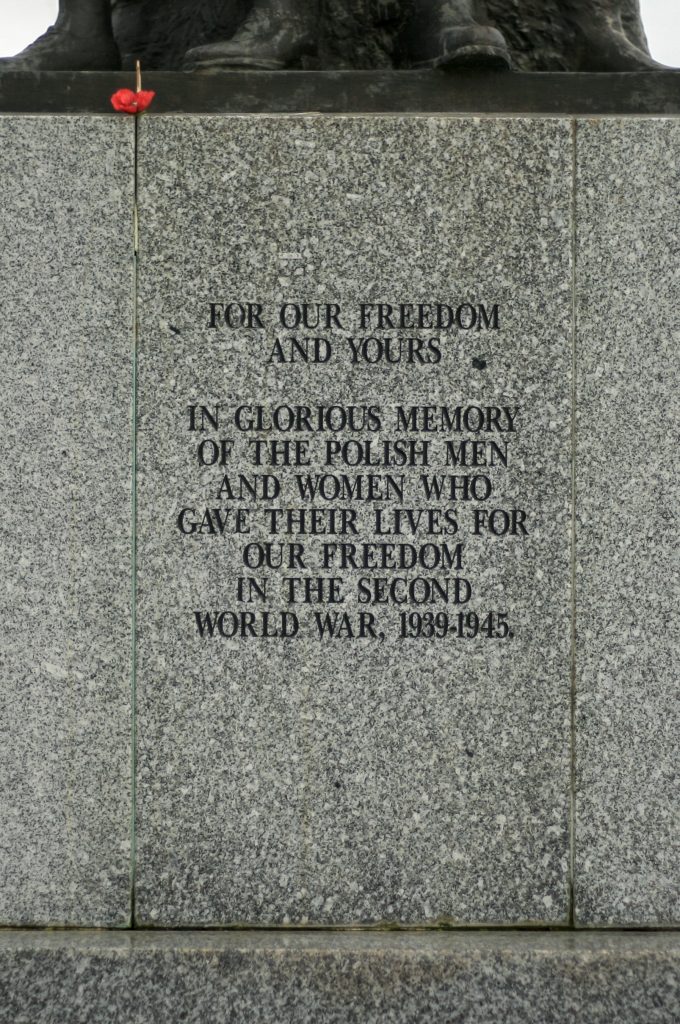 FOR OUR FREEDOM
AND YOURS
IN GLORIOUS MEMORY
OF THE POLISH MEN
AND WOMEN WHO
GAVE THEIR LIVES FOR
OUR FREEDOM
IN THE SECOND
WORLD WAR, 1939-1945.